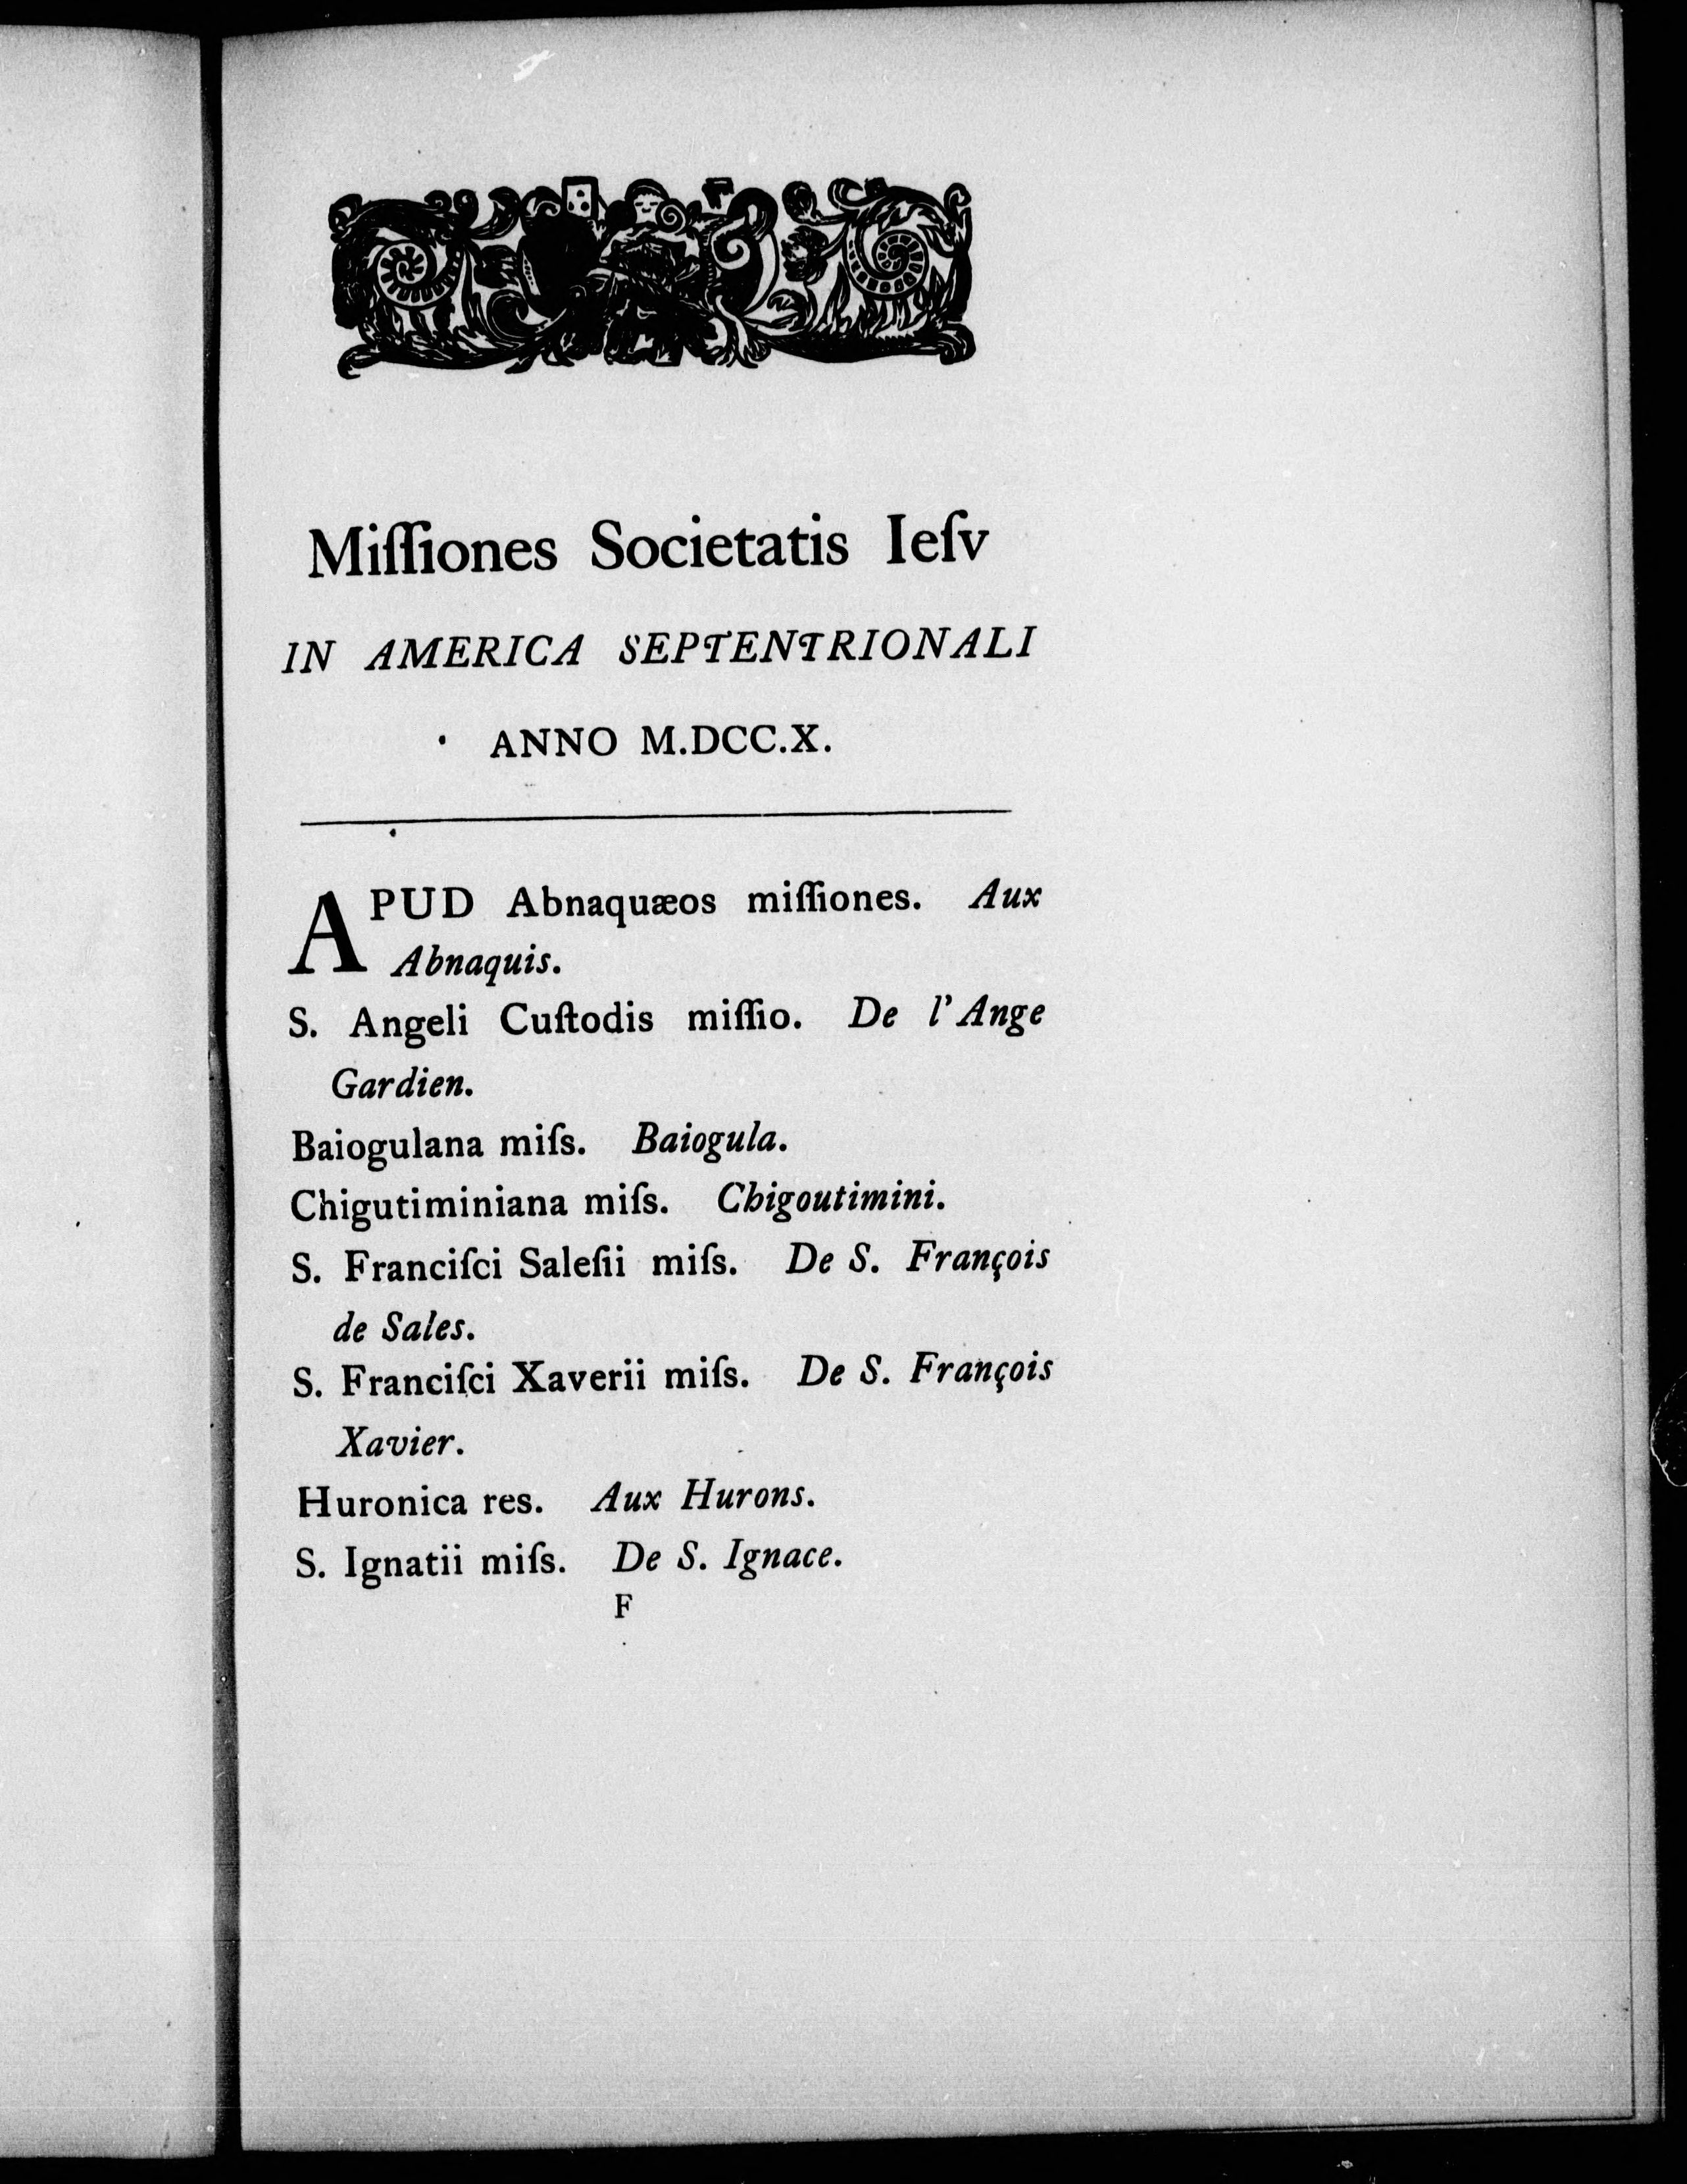 Miſſiones Societatis Ieſv
IN AMERICA SEPTENTRIONALI
ANNO M.DCC.X.
APUD Abnaquæos miſſiones. Aux
Abnaquis.
S. Angeli Cuſtodis miſſio. De l'Ange
Gardien.
Baiogulana miſs. Baiogula.
Chigutiminiana miſs. Chigoutimini.
S. Franciſci Saleſii miſs. De S. François
de Sales.
S. Franciſci Xaverii miſs. De S. François
Xavier.
Huronica res. Aux Hurons.
S. Ignatii miſs. De S. Ignace.
F